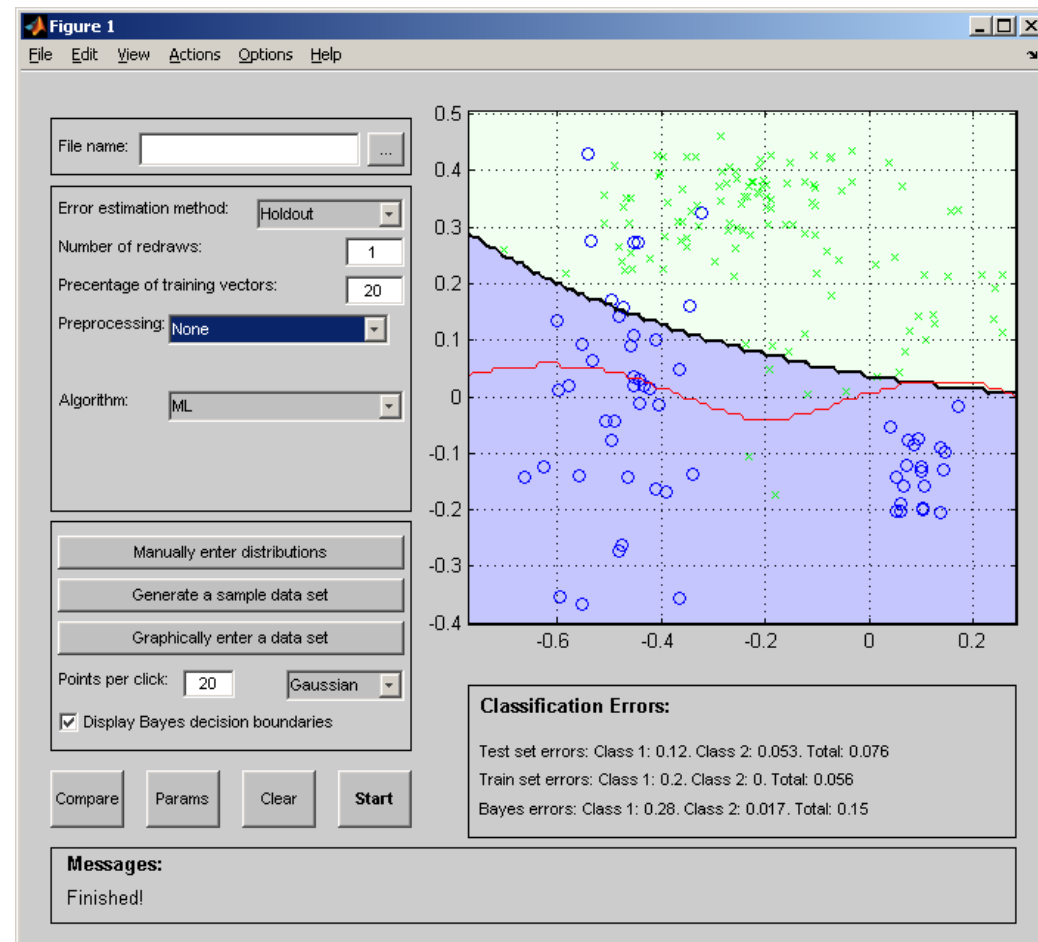 Figure 1
File Edit View Actions Options Help
File name:
...
Error estimation method: Holdout
Number of redraws: 1
Precentage of training vectors: 20
Preprocessing: None
Algorithm: ML
Manually enter distributions
Generate a sample data set
Graphically enter a data set
Points per click: 20 Gaussian
Display Bayes decision boundaries
Compare Params Clear Start
0.5
0.4
0.3
0.2
0.1
0
-0.1
-0.2
-0.3
-0.4
-0.6 -0.4 -0.2 0 0.2
Classification Errors:
Test set errors: Class 1: 0.12. Class 2: 0.053. Total: 0.076
Train set errors: Class 1: 0.2. Class 2: 0. Total: 0.056
Bayes errors: Class 1: 0.28. Class 2: 0.017. Total: 0.15
Messages:
Finished!